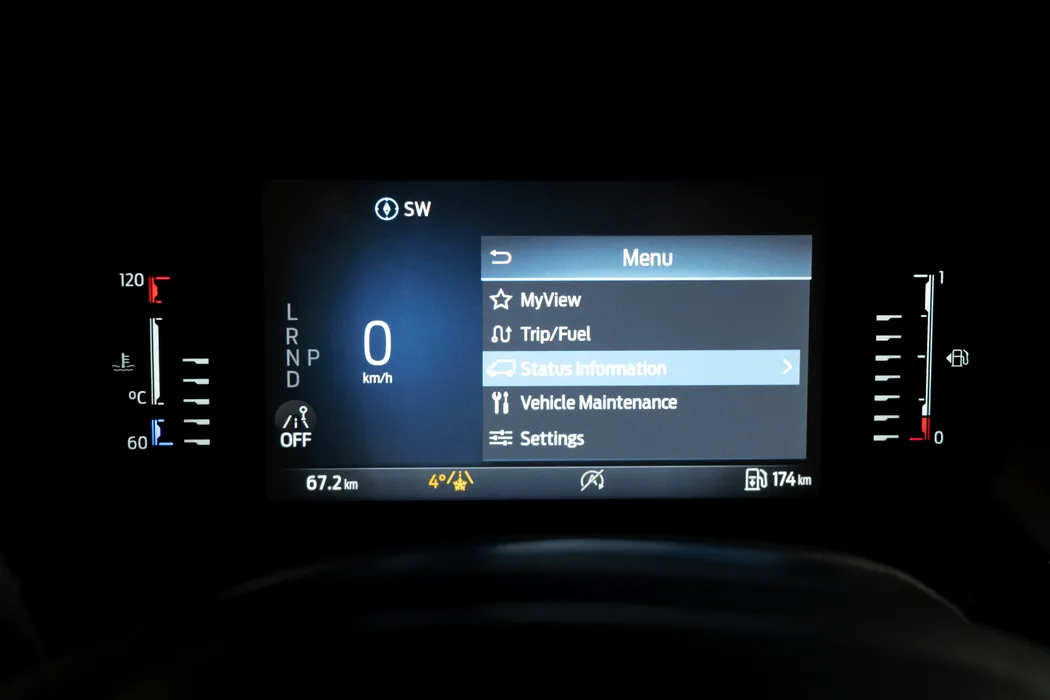 SW
Menu
MyView
Trip/Fuel
Status Information
Vehicle Maintenance
Settings
L
R
N P
D
0
km/h
OFF
67.2 km
4°
174 km
120
°C
60
1
0